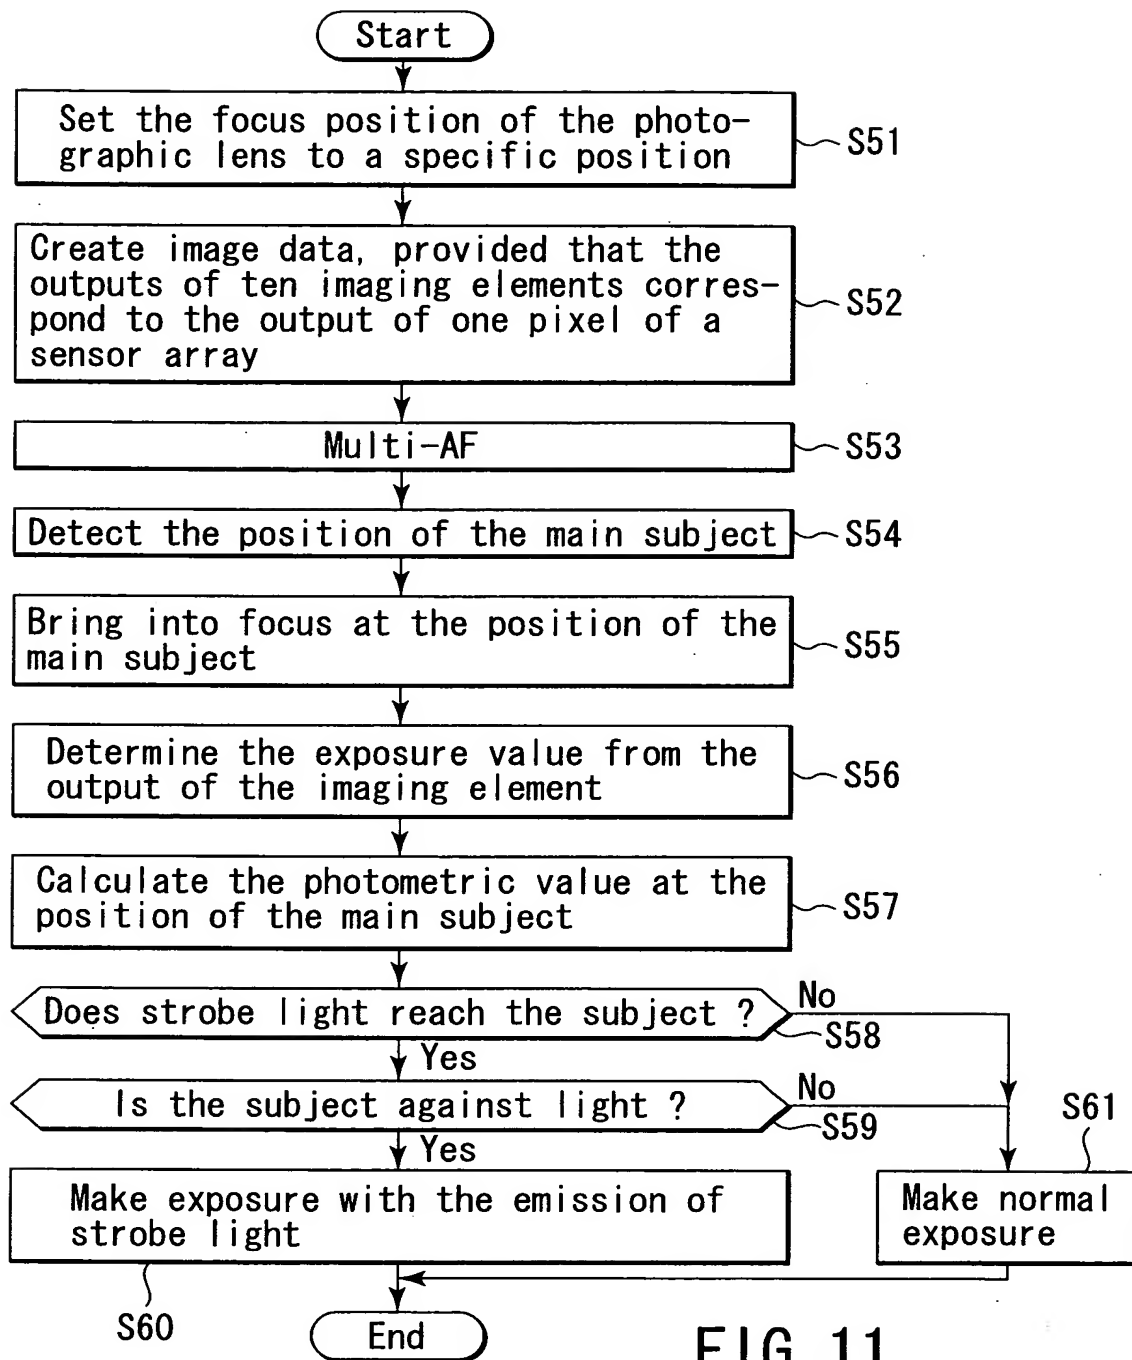 Start
Set the focus position of the photo-
graphic lens to a specific position
S51
Create image data, provided that the
outputs of ten imaging elements corres-
pond to the output of one pixel of a
sensor array
S52
Multi-AF
S53
Detect the position of the main subject
S54
Bring into focus at the position of the
main subject
S55
Determine the exposure value from the
output of the imaging element
S56
Calculate the photometric value at the
position of the main subject
S57
Does strobe light reach the subject ?
No
S58
Yes
Is the subject against light ?
No
S59
Yes
S61
Make exposure with the emission of
strobe light
Make normal
exposure
S60
End
FIG. 11